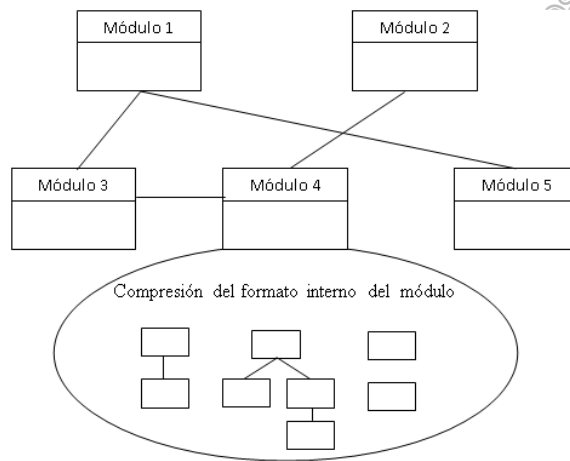 Módulo 1
Módulo 2
Módulo 3
Módulo 4
Módulo 5
Compresión del formato interno del módulo